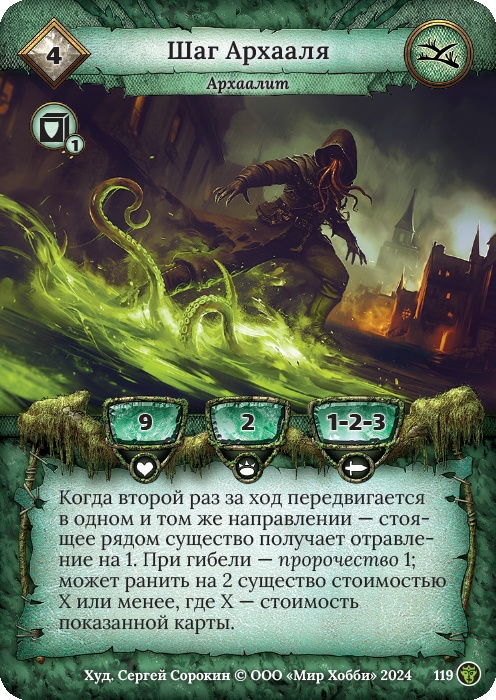 4
Шаг Архааля
Архаалит
1
9
2
1-2-3
Когда второй раз за ход передвигается
в одном и том же направлении — стоя-
щее рядом существо получает отравле-
ние на 1. При гибели — пророчество 1;
может ранить на 2 существо стоимостью
X или менее, где X — стоимость
показанной карты.
Худ. Сергей Сорокин © ООО «Мир Хобби» 2024
119